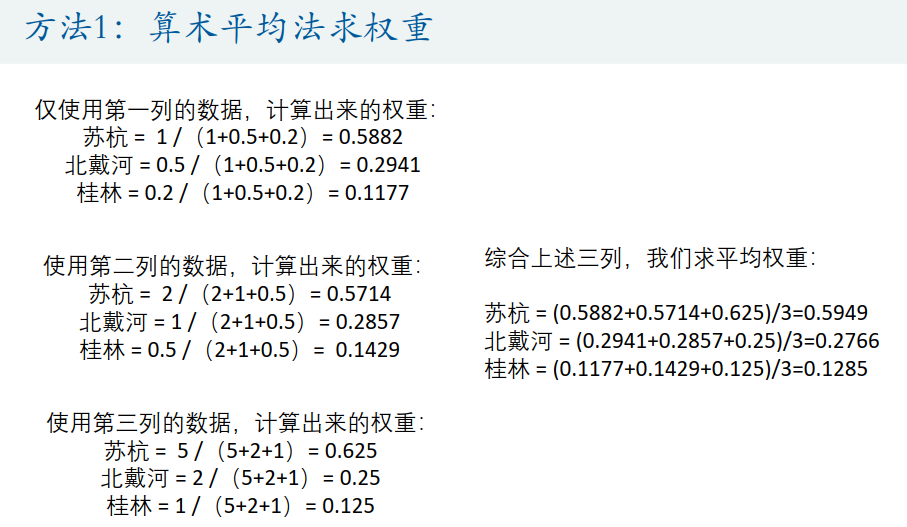 方法1：算术平均法求权重
仅使用第一列的数据，计算出来的权重：
苏杭 = 1 /（1+0.5+0.2）= 0.5882
北戴河 = 0.5 /（1+0.5+0.2）= 0.2941
桂林 = 0.2 /（1+0.5+0.2）= 0.1177
使用第二列的数据，计算出来的权重：
苏杭 = 2 /（2+1+0.5）= 0.5714
北戴河 = 1 /（2+1+0.5）= 0.2857
桂林 = 0.5 /（2+1+0.5）= 0.1429
使用第三列的数据，计算出来的权重：
苏杭 = 5 /（5+2+1）= 0.625
北戴河 = 2 /（5+2+1）= 0.25
桂林 = 1 /（5+2+1）= 0.125
综合上述三列，我们求平均权重：
苏杭 = (0.5882+0.5714+0.625)/3=0.5949
北戴河 = (0.2941+0.2857+0.25)/3=0.2766
桂林 = (0.1177+0.1429+0.125)/3=0.1285